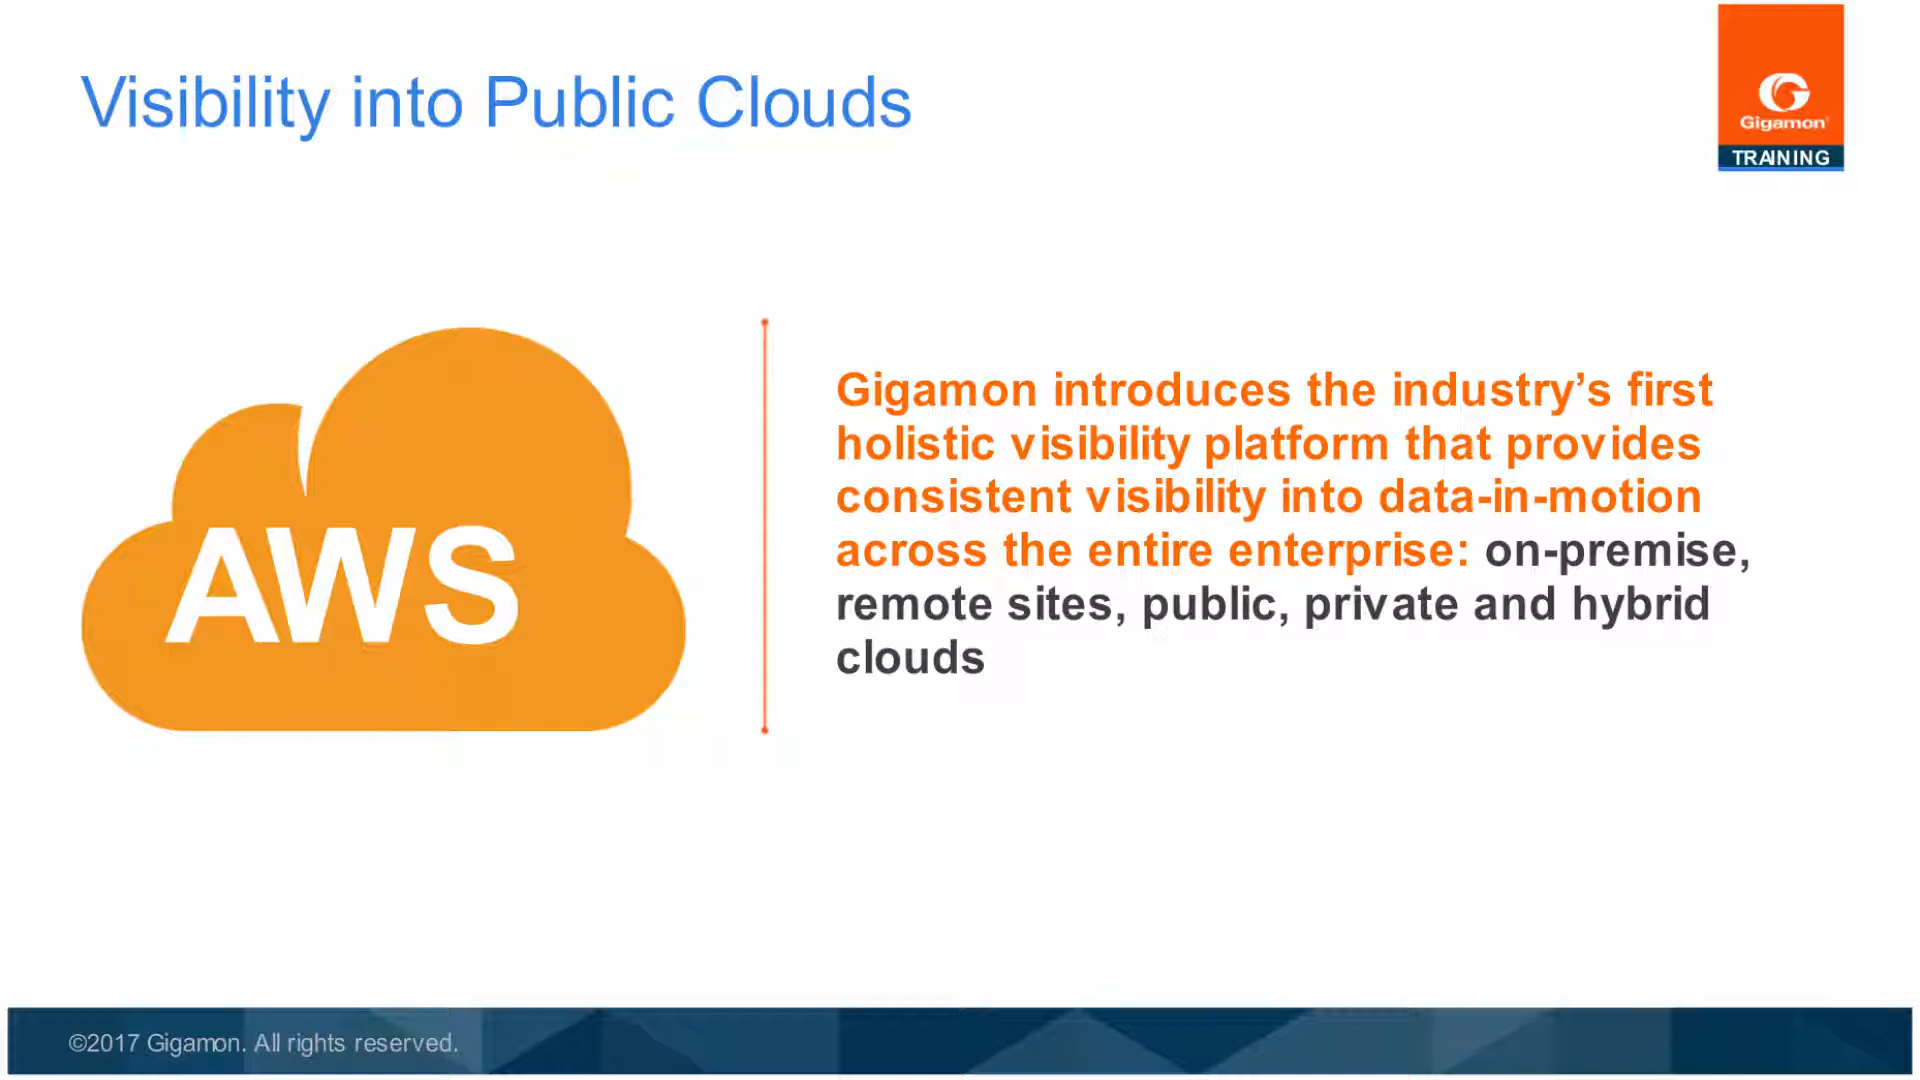 Visibility into Public Clouds
Gigamon®
TRAINING
AWS
Gigamon introduces the industry’s first
holistic visibility platform that provides
consistent visibility into data-in-motion
across the entire enterprise: on-premise,
remote sites, public, private and hybrid
clouds
©2017 Gigamon. All rights reserved.